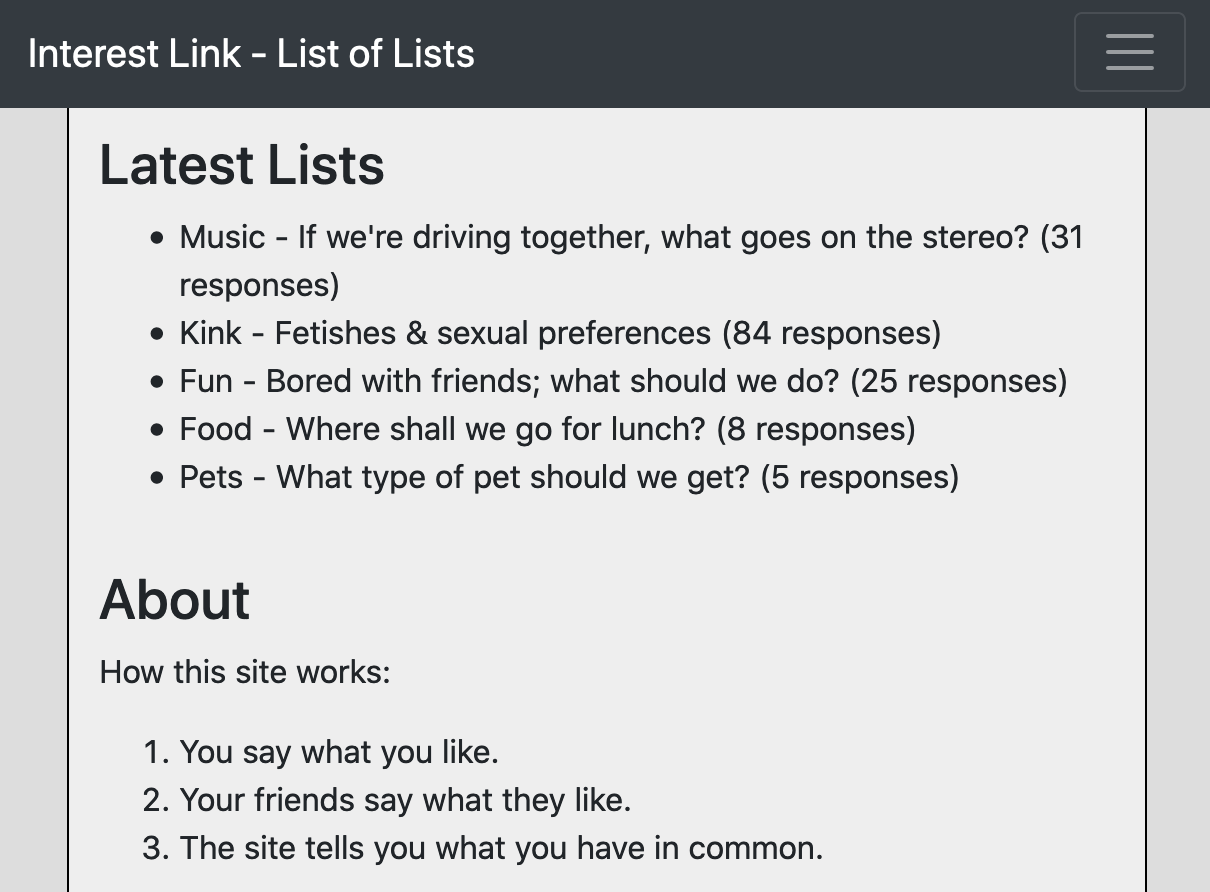 Interest Link - List of Lists
Latest Lists
• Music - If we're driving together, what goes on the stereo? (31
responses)
• Kink - Fetishes & sexual preferences (84 responses)
• Fun - Bored with friends; what should we do? (25 responses)
• Food - Where shall we go for lunch? (8 responses)
• Pets - What type of pet should we get? (5 responses)
About
How this site works:
1. You say what you like.
2. Your friends say what they like.
3. The site tells you what you have in common.